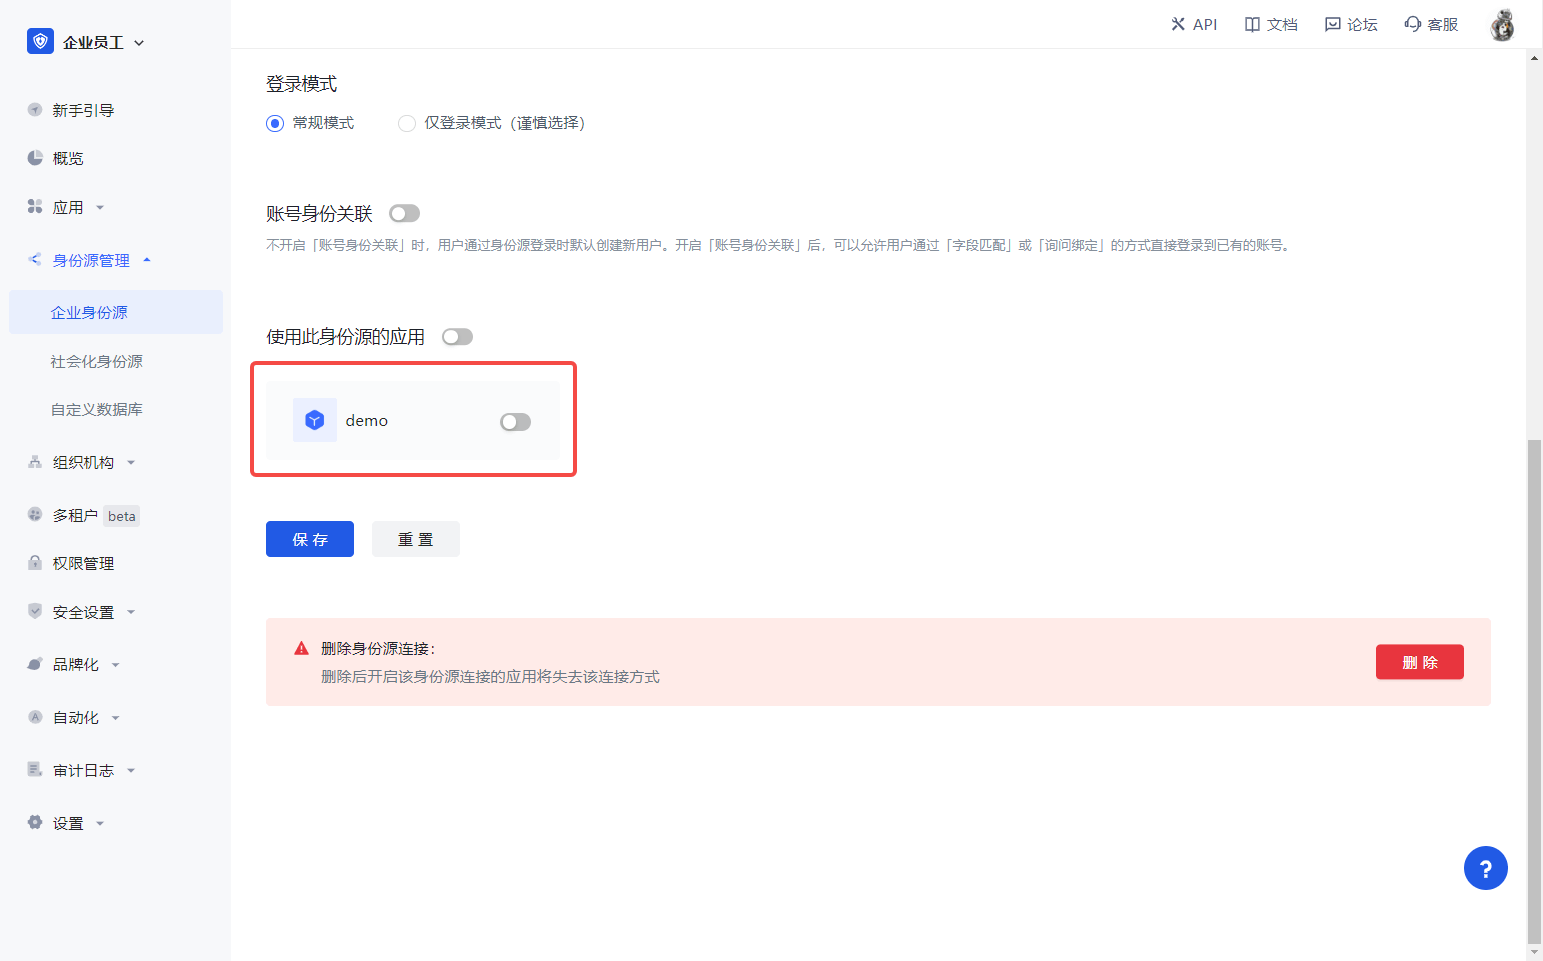 企业员工
API
文档
论坛
客服
新手引导
概览
应用
身份源管理
企业身份源
社会化身份源
自定义数据库
组织机构
多租户 beta
权限管理
安全设置
品牌化
自动化
审计日志
设置
登录模式
常规模式
仅登录模式（谨慎选择）
账号身份关联
不开启「账号身份关联」时，用户通过身份源登录时默认创建新用户。开启「账号身份关联」后，可以允许用户通过「字段匹配」或「询问绑定」的方式直接登录到已有的账号。
使用此身份源的应用
demo
保存
重置
删除身份源连接：
删除后开启该身份源连接的应用将失去该连接方式
删除
?